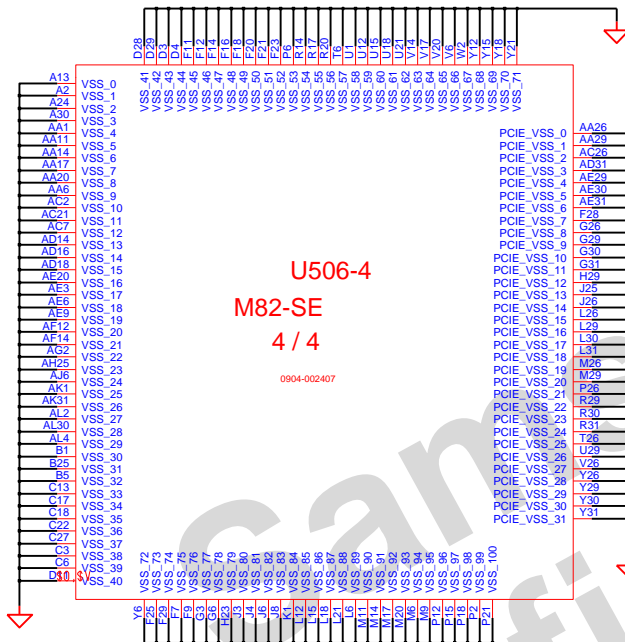 D28 D29 D3 D4 F11 F12 F14 F16 F18 F20 F21 F23 P6 R14 R17 R20 T6 U1 U12 U15 U18 U21 V14 V17 V20 V6 W2 Y12 Y15 Y18 Y21
VSS_41 VSS_42 VSS_43 VSS_44 VSS_45 VSS_46 VSS_47 VSS_48 VSS_49 VSS_50 VSS_51 VSS_52 VSS_53 VSS_54 VSS_55 VSS_56 VSS_57 VSS_58 VSS_59 VSS_60 VSS_61 VSS_62 VSS_63 VSS_64 VSS_65 VSS_66 VSS_67 VSS_68 VSS_69 VSS_70 VSS_71
A13 VSS_0
A2 VSS_1
A24 VSS_2
A30 VSS_3
AA1 VSS_4
AA11 VSS_5
AA14 VSS_6
AA17 VSS_7
AA20 VSS_8
AA6 VSS_9
AC2 VSS_10
AC21 VSS_11
AC7 VSS_12
AD14 VSS_13
AD16 VSS_14
AD18 VSS_15
AE20 VSS_16
AE3 VSS_17
AE6 VSS_18
AE9 VSS_19
AF12 VSS_20
AF14 VSS_21
AG2 VSS_22
AH25 VSS_23
AJ6 VSS_24
AK1 VSS_25
AK31 VSS_26
AL2 VSS_27
AL30 VSS_28
AL4 VSS_29
B1 VSS_30
B25 VSS_31
B5 VSS_32
C13 VSS_33
C17 VSS_34
C18 VSS_35
C22 VSS_36
C27 VSS_37
C3 VSS_38
C6 VSS_39
VSS_40
U506-4
M82-SE
4 / 4
0904-002407
PCIE_VSS_0 AA26
PCIE_VSS_1 AA29
PCIE_VSS_2 AC26
PCIE_VSS_3 AD31
PCIE_VSS_4 AE29
PCIE_VSS_5 AE30
PCIE_VSS_6 AE31
PCIE_VSS_7 F28
PCIE_VSS_8 G26
PCIE_VSS_9 G29
PCIE_VSS_10 G30
PCIE_VSS_11 G31
PCIE_VSS_12 H29
PCIE_VSS_13 J25
PCIE_VSS_14 J26
PCIE_VSS_15 L26
PCIE_VSS_16 L29
PCIE_VSS_17 L30
PCIE_VSS_18 L31
PCIE_VSS_19 M26
PCIE_VSS_20 M29
PCIE_VSS_21 P26
PCIE_VSS_22 R29
PCIE_VSS_23 R30
PCIE_VSS_24 R31
PCIE_VSS_25 T26
PCIE_VSS_26 U29
PCIE_VSS_27 V26
PCIE_VSS_28 Y26
PCIE_VSS_29 Y29
PCIE_VSS_30 Y30
PCIE_VSS_31 Y31
VSS_72 VSS_73 VSS_74 VSS_75 VSS_76 VSS_77 VSS_78 VSS_79 VSS_80 VSS_81 VSS_82 VSS_83 VSS_84 VSS_85 VSS_86 VSS_87 VSS_88 VSS_89 VSS_90 VSS_91 VSS_92 VSS_93 VSS_94 VSS_95 VSS_96 VSS_97 VSS_98 VSS_99 VSS_100
Y6 F25 F29 F7 F9 G3 G6 H23 J3 J4 J6 J8 K1 L12 L15 L18 L21 L6 M11 M14 M17 M20 M6 M9 P12 P15 P18 P2 P21
Sams